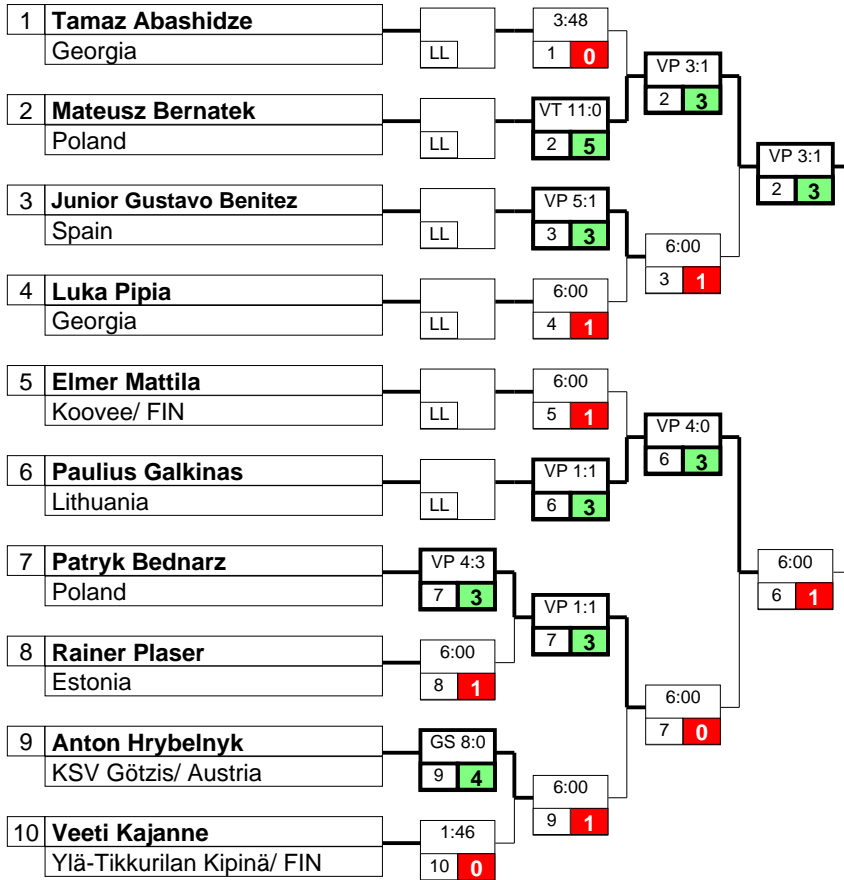 1 Tamaz Abashidze
Georgia
LL
3:48
1 0
2 Mateusz Bernatek
Poland
LL
VT 11:0
2 5
VP 3:1
2 3
3 Junior Gustavo Benitez
Spain
LL
VP 5:1
3 3
4 Luka Pipia
Georgia
LL
6:00
4 1
6:00
3 1
VP 3:1
2 3
5 Elmer Mattila
Koovee/ FIN
LL
6:00
5 1
6 Paulius Galkinas
Lithuania
LL
VP 1:1
6 3
VP 4:0
6 3
7 Patryk Bednarz
Poland
VP 4:3
7 3
8 Rainer Plaser
Estonia
6:00
8 1
VP 1:1
7 3
9 Anton Hrybelnyk
KSV Götzis/ Austria
GS 8:0
9 4
10 Veeti Kajanne
Ylä-Tikkurilan Kipinä/ FIN
1:46
10 0
6:00
9 1
6:00
7 0
6:00
6 1